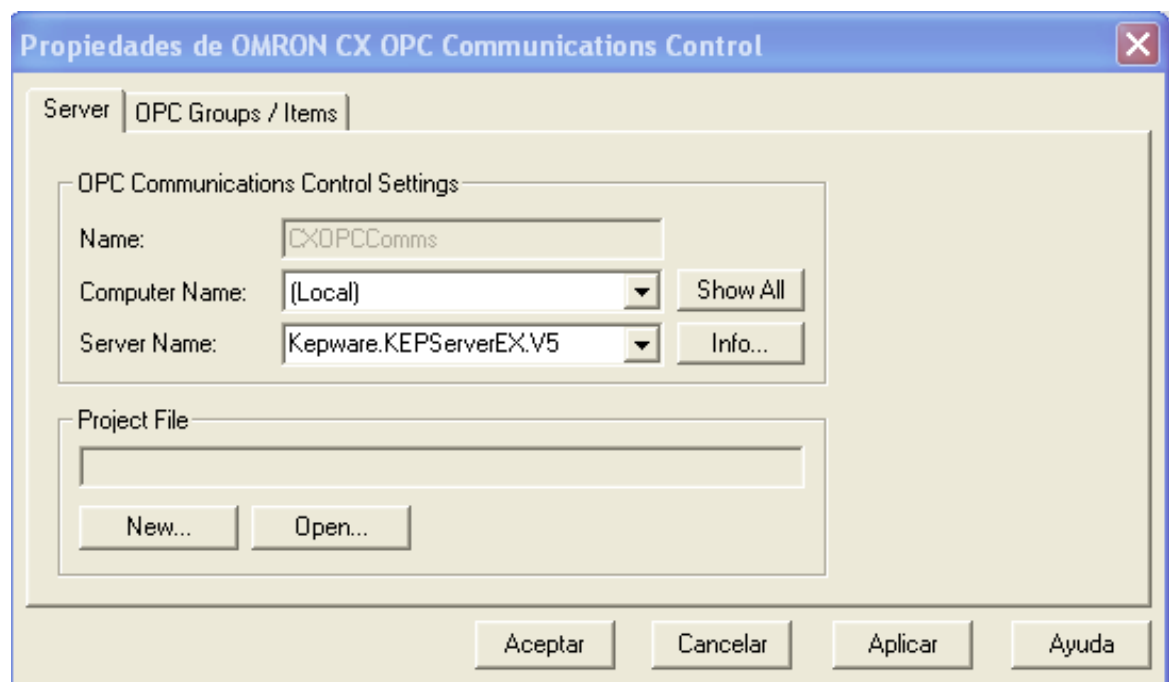 Propiedades de OMRON CX OPC Communications Control
Server OPC Groups / Items
OPC Communications Control Settings
Name: CXOPCComms
Computer Name: (Local) Show All
Server Name: Kepware.KEPServerEX.V5 Info...
Project File
New... Open...
Aceptar Cancelar Aplicar Ayuda